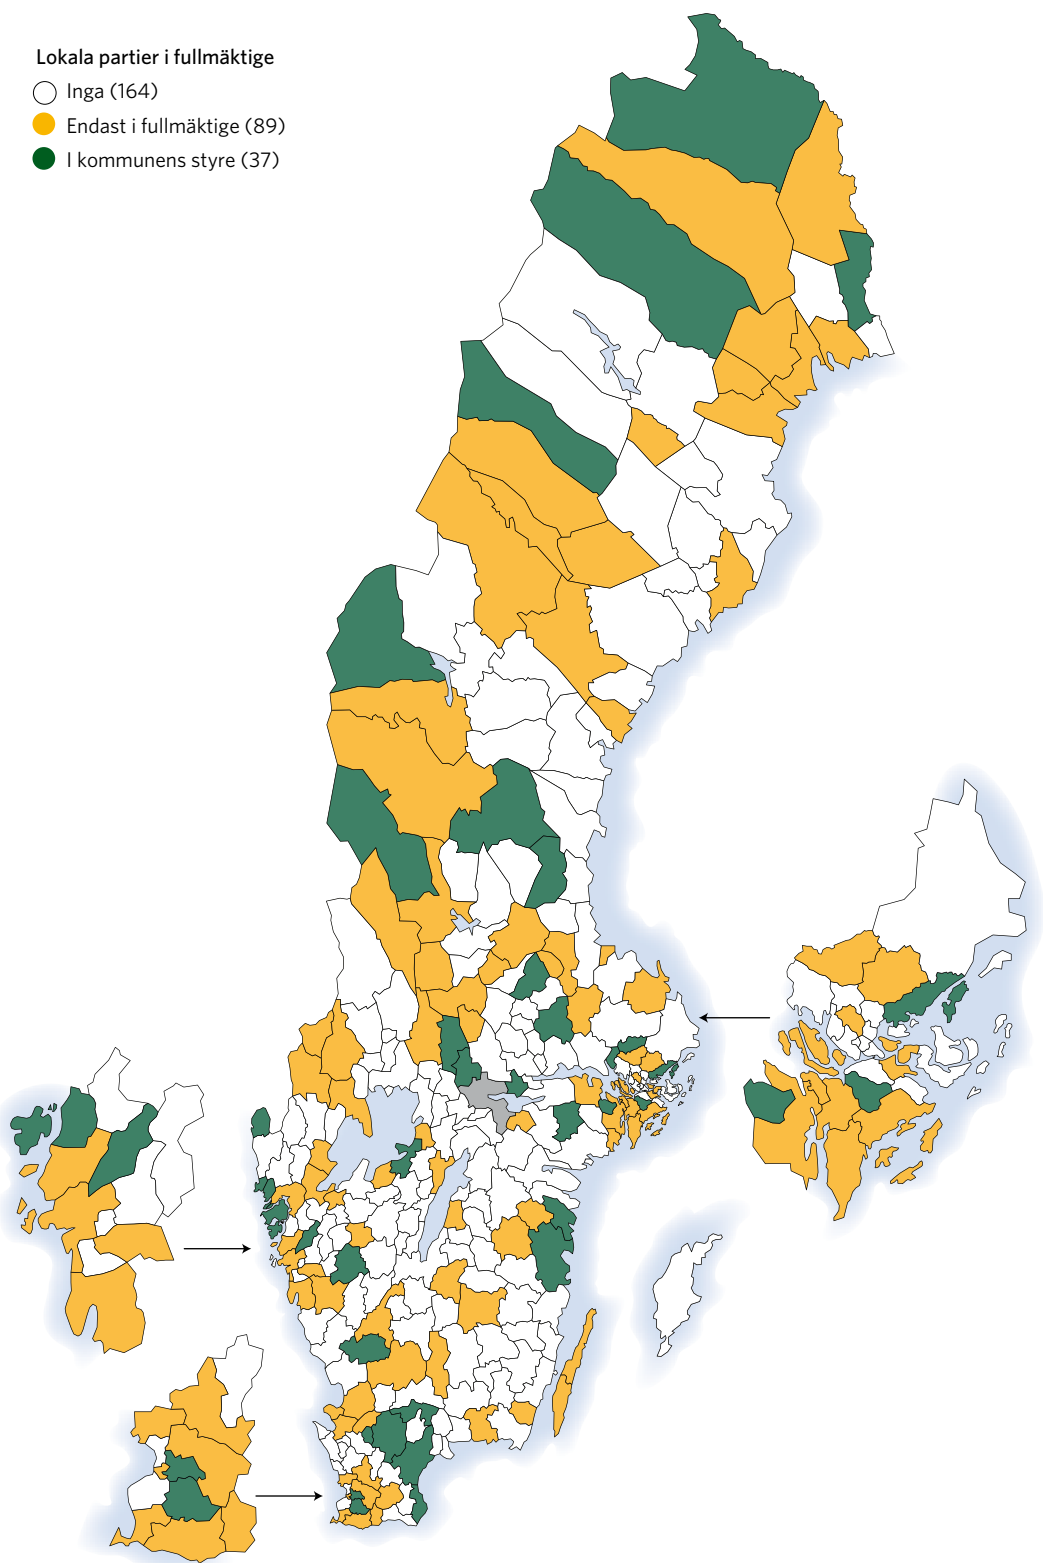 Lokala partier i fullmäktige
Inga (164)
Endast i fullmäktige (89)
I kommunens styre (37)